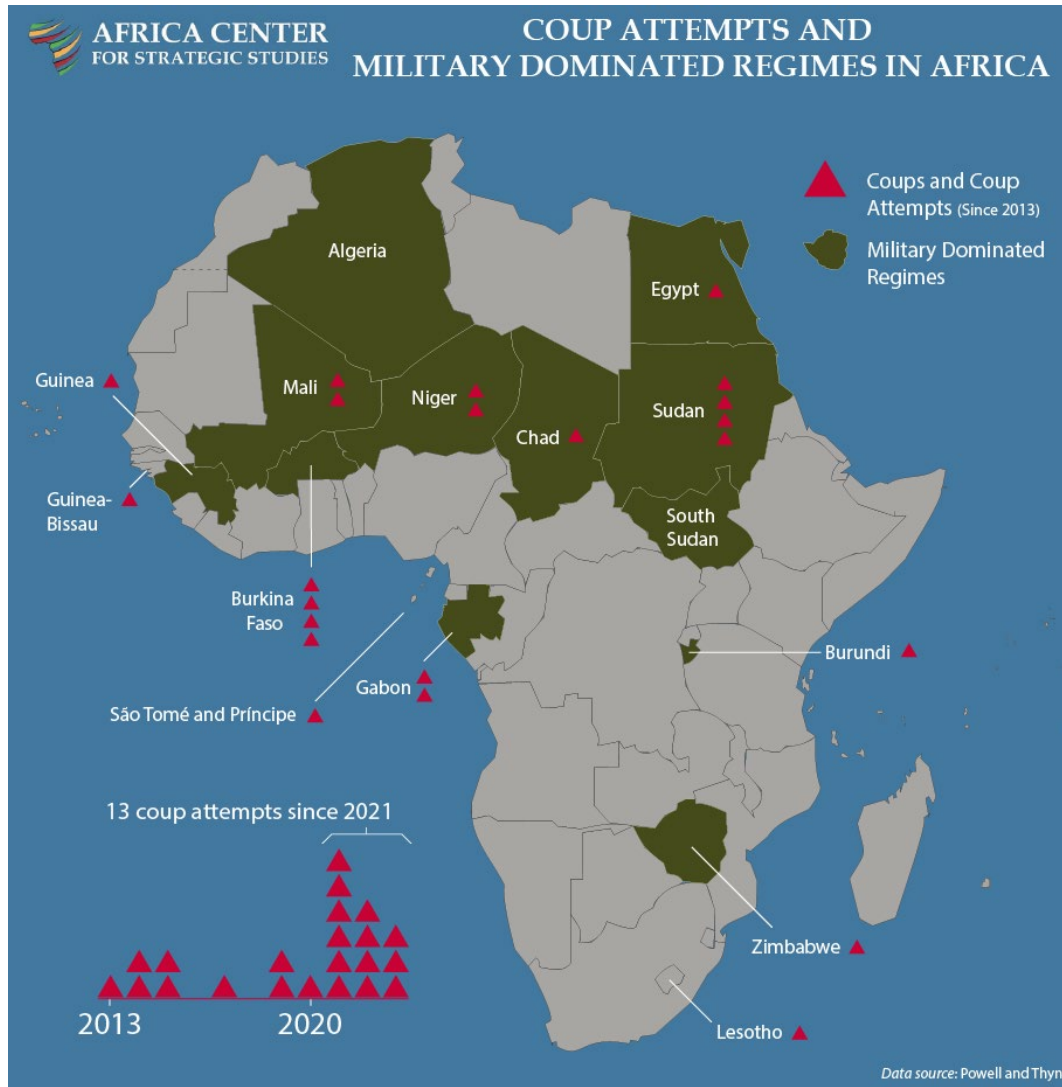 AFRICA CENTER
FOR STRATEGIC STUDIES
COUP ATTEMPTS AND
MILITARY DOMINATED REGIMES IN AFRICA
Coups and Coup
Attempts (Since 2013)
Military Dominated
Regimes
Algeria
Egypt
Guinea
Mali
Niger
Chad
Sudan
Guinea-
Bissau
South
Sudan
Burkina
Faso
Burundi
Gabon
Sáo Tomé and Príncipe
13 coup attempts since 2021
Zimbabwe
2013
2020
Lesotho
Data source: Powell and Thyn